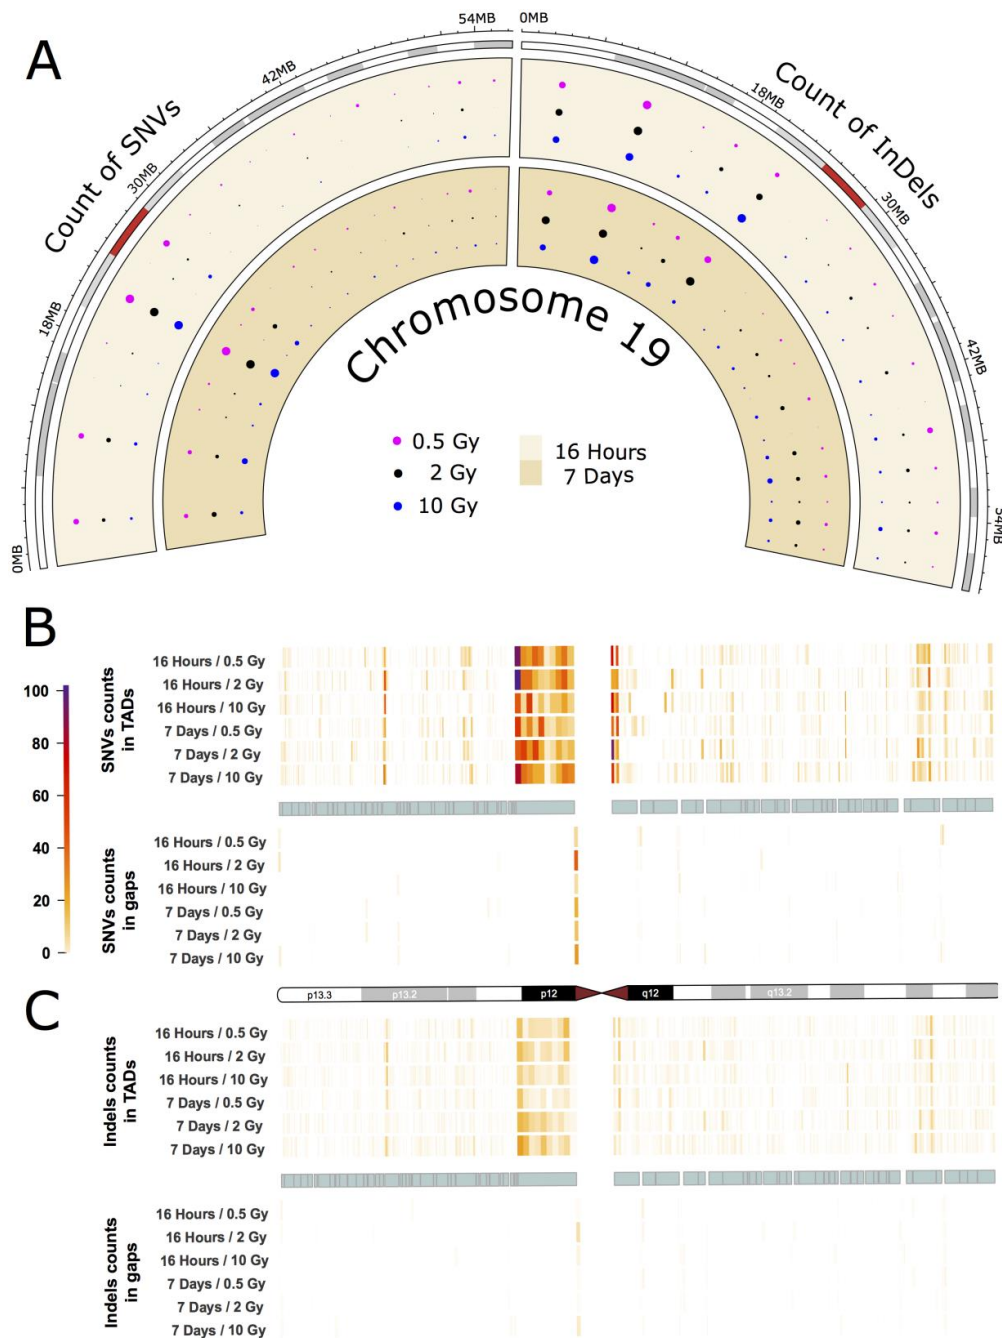 A
Count of SNVs
0MB
18MB
30MB
42MB
54MB
Count of InDels
0MB
18MB
30MB
42MB
54MB
Chromosome 19
0.5 Gy
2 Gy
10 Gy
16 Hours
7 Days
B
100
80
60
40
20
0
SNVs counts
in TADs
16 Hours / 0.5 Gy
16 Hours / 2 Gy
16 Hours / 10 Gy
7 Days / 0.5 Gy
7 Days / 2 Gy
7 Days / 10 Gy
SNVs counts
in gaps
16 Hours / 0.5 Gy
16 Hours / 2 Gy
16 Hours / 10 Gy
7 Days / 0.5 Gy
7 Days / 2 Gy
7 Days / 10 Gy
p13.3 p13.2 p12 q12 q13.2
C
Indels counts
in TADs
16 Hours / 0.5 Gy
16 Hours / 2 Gy
16 Hours / 10 Gy
7 Days / 0.5 Gy
7 Days / 2 Gy
7 Days / 10 Gy
Indels counts
in gaps
16 Hours / 0.5 Gy
16 Hours / 2 Gy
16 Hours / 10 Gy
7 Days / 0.5 Gy
7 Days / 2 Gy
7 Days / 10 Gy